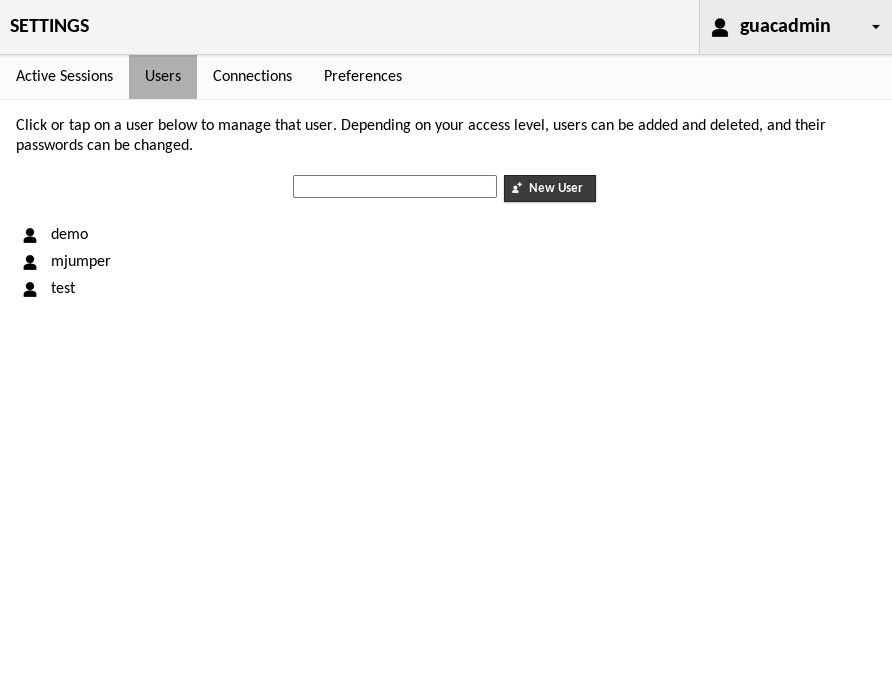 SETTINGS
guacadmin
Active Sessions Users Connections Preferences
Click or tap on a user below to manage that user. Depending on your access level, users can be added and deleted, and their
passwords can be changed.
New User
demo
mjumper
test